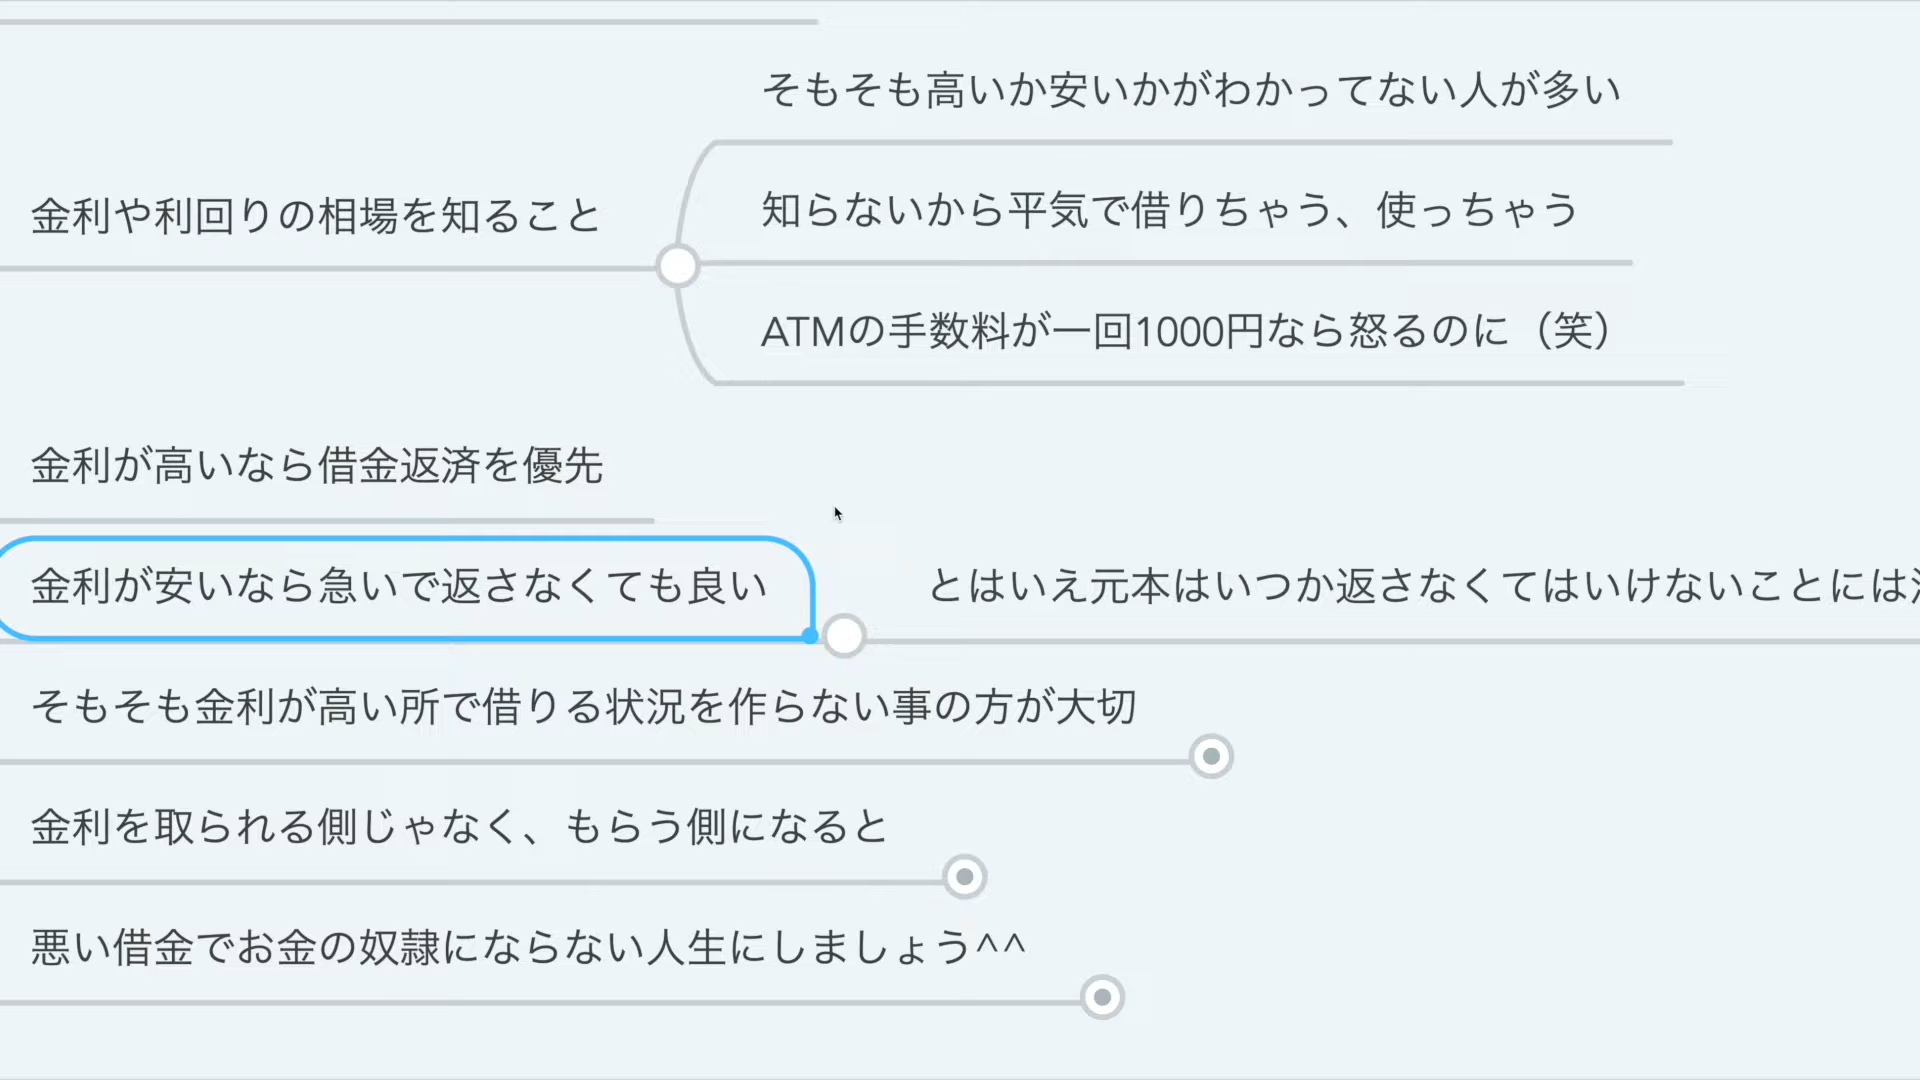 そもそも高いか安いかがわかってない人が多い
金利や利回りの相場を知ること
知らないから平気で借りちゃう、使っちゃう
ATMの手数料が一回1000円なら怒るのに（笑）
金利が高いなら借金返済を優先
金利が安いなら急いで返さなくても良い
とはいえ元本はいつか返さなくてはいけないことには
そもそも金利が高い所で借りる状況を作らない事の方が大切
金利を取られる側じゃなく、もらう側になると
悪い借金でお金の奴隷にならない人生にしましょう^^